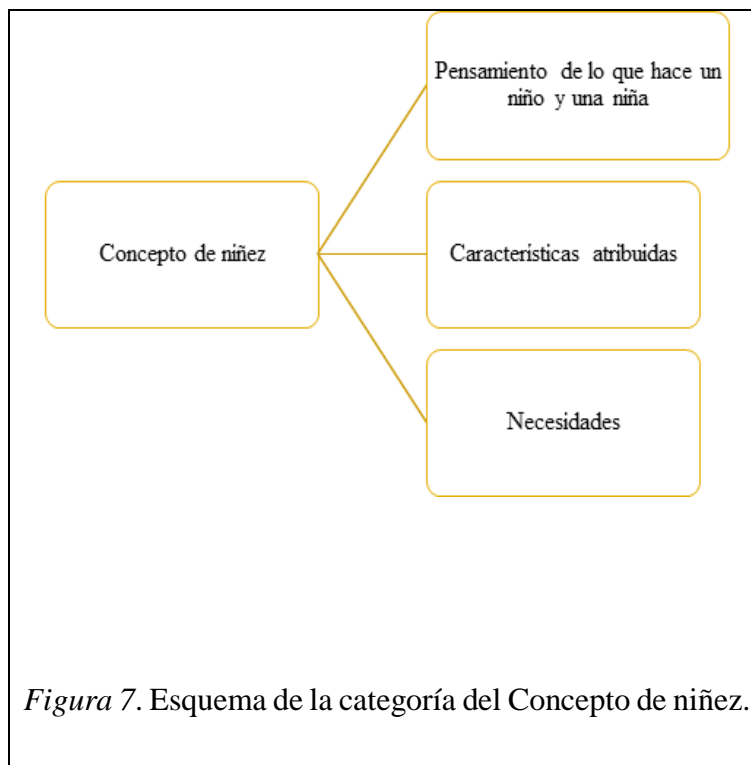 Pensamiento de lo que hace un
niño y una niña
Concepto de niñez
Características atribuidas
Necesidades
Figura 7. Esquema de la categoría del Concepto de niñez.